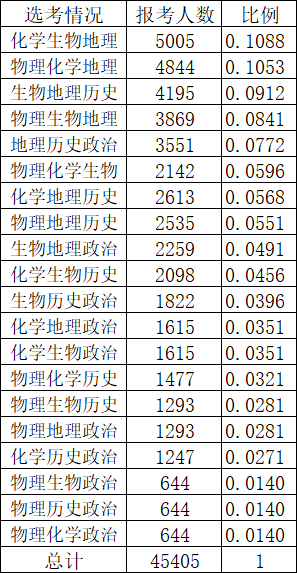 选考情况 报考人数 比例
化学生物地理 5005 0.1088
物理化学地理 4844 0.1053
生物地理历史 4195 0.0912
物理生物地理 3869 0.0841
地理历史政治 3551 0.0772
物理化学生物 2142 0.0596
化学地理历史 2613 0.0568
物理地理历史 2535 0.0551
生物地理政治 2259 0.0491
化学生物历史 2098 0.0456
生物历史政治 1822 0.0396
化学地理政治 1615 0.0351
化学生物政治 1615 0.0351
物理化学历史 1477 0.0321
物理生物历史 1293 0.0281
物理地理政治 1293 0.0281
化学历史政治 1247 0.0271
物理生物政治 644 0.0140
物理历史政治 644 0.0140
物理化学政治 644 0.0140
总计 45405 1